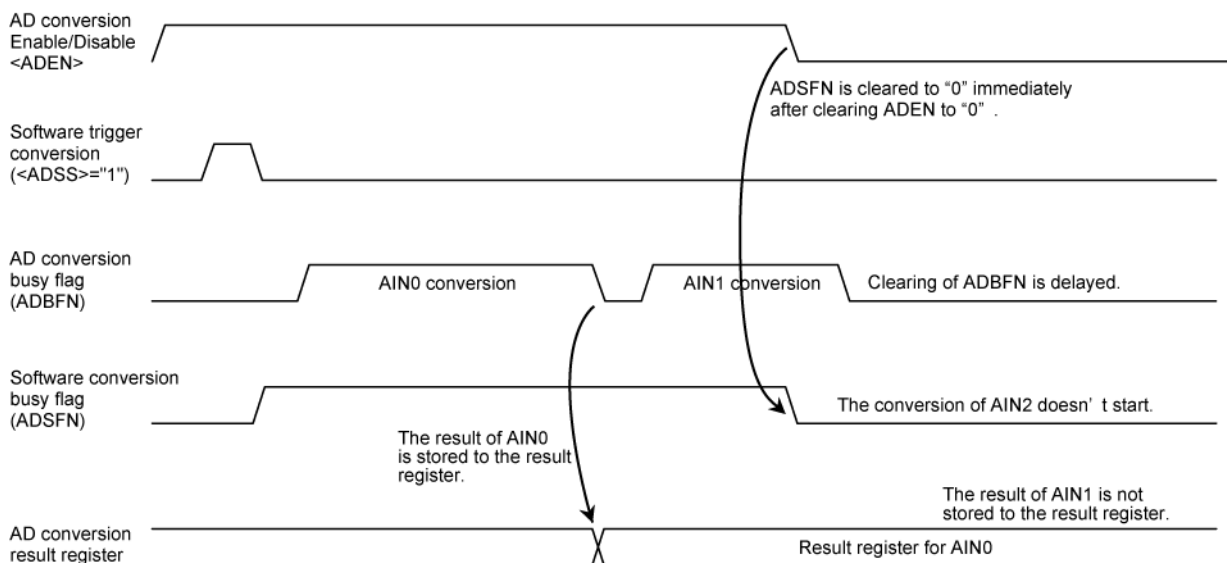 AD conversion
Enable/Disable
<ADEN>
ADSFN is cleared to “0” immediately
after clearing ADEN to “0” .
Software trigger
conversion
(<ADSS>="1")
AD conversion
busy flag
(ADBFN)
AIN0 conversion
AIN1 conversion
Clearing of ADBFN is delayed.
Software conversion
busy flag
(ADSFN)
The conversion of AIN2 doesn’ t start.
The result of AIN0
is stored to the result
register.
The result of AIN1 is not
stored to the result register.
AD conversion
result register
Result register for AIN0